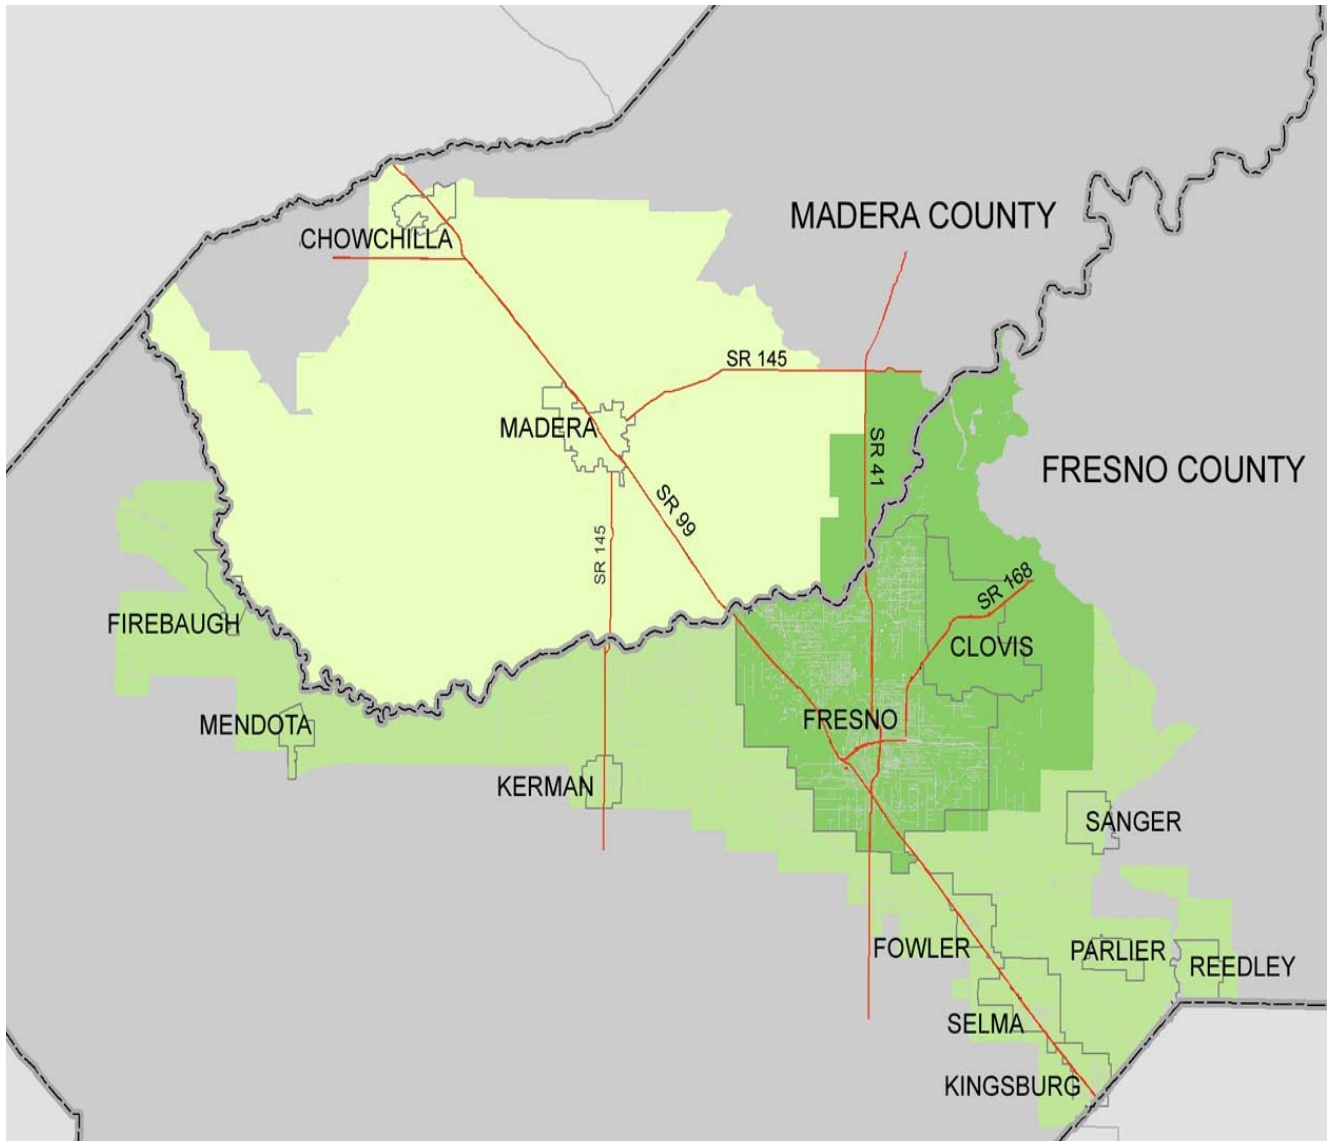 MADERA COUNTY
CHOWCHILLA
SR 145
MADERA
SR 41
FRESNO COUNTY
SR 99
SR 145
SR 168
FIREBAUGH
CLOVIS
MENDOTA
FRESNO
KERMAN
SANGER
FOWLER
PARLIER
REEDLEY
SELMA
KINGSBURG